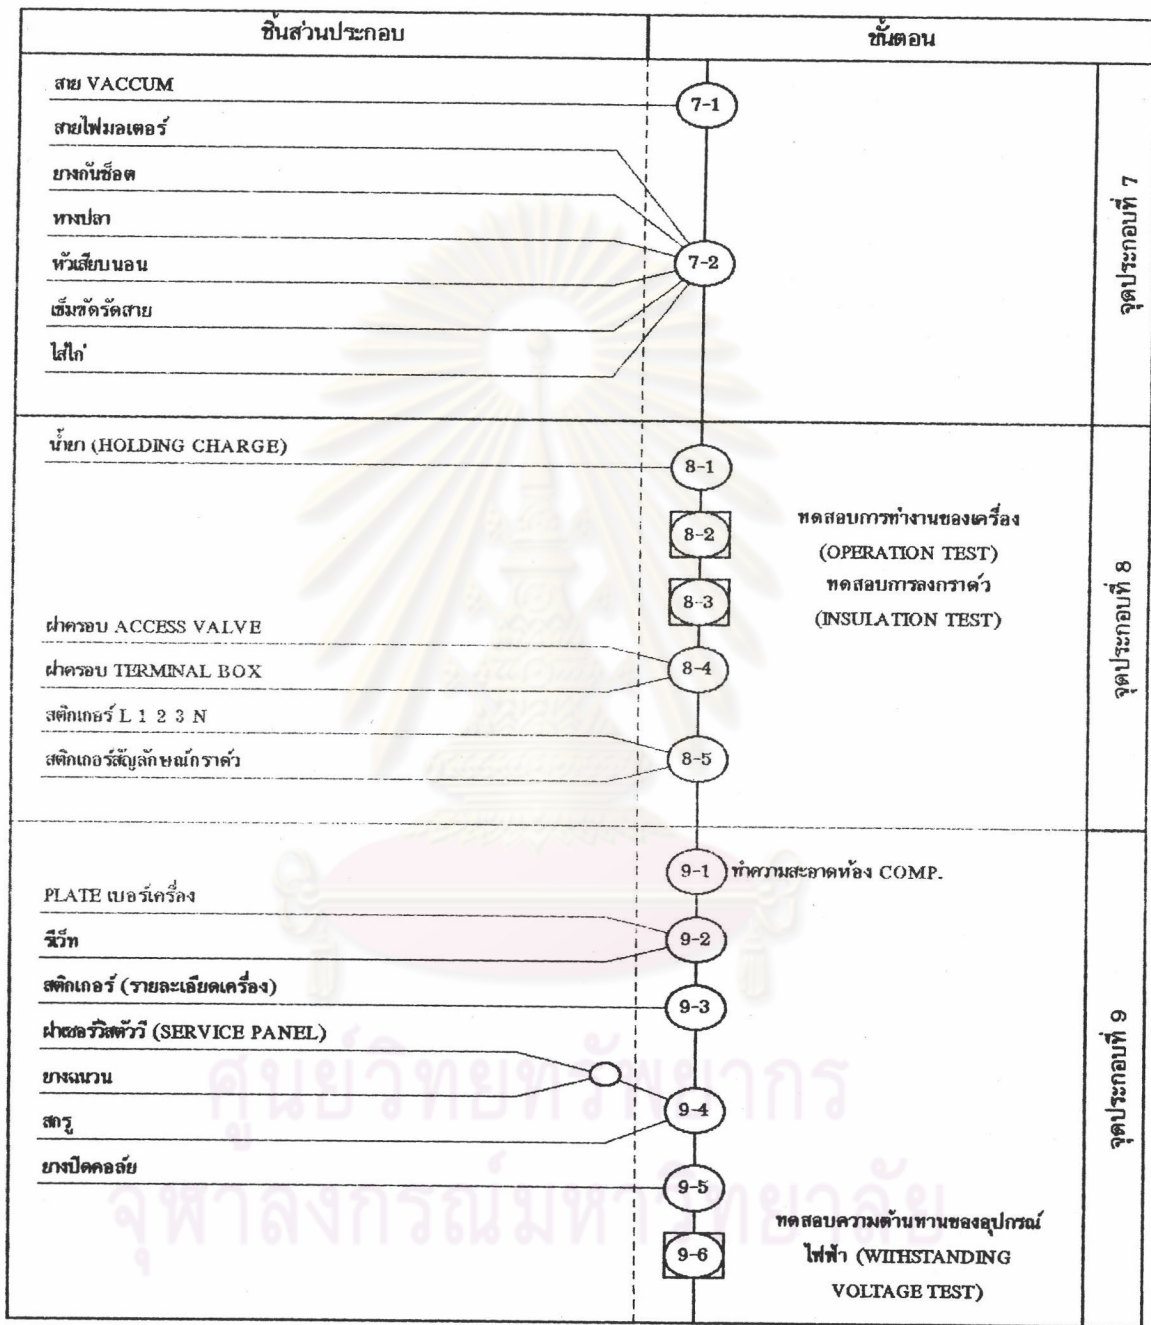 ชิ้นส่วนประกอบ
ขั้นตอน
สาย VACCUM
7-1
สายไฟมอเตอร์
ยางกันช็อต
หางปลา
หัวเสียบนอน
7-2
เข็มขัดรัดสาย
ไส้ไก่
จุดประกอบที่ 7
น้ำยา (HOLDING CHARGE)
8-1
8-2
ทดสอบการทำงานของเครื่อง
(OPERATION TEST)
8-3
ทดสอบการลงกราด์ว
(INSULATION TEST)
ฝาครอบ ACCESS VALVE
ฝาครอบ TERMINAL BOX
8-4
สติกเกอร์ L 1 2 3 N
สติกเกอร์สัญลักษณ์กราด์ว
8-5
จุดประกอบที่ 8
9-1
ทำความสะอาดห้อง COMP.
PLATE เบอร์เครื่อง
รีเว็ท
9-2
สติกเกอร์ (รายละเอียดเครื่อง)
9-3
ฝาเซอร์วิสตัววี (SERVICE PANEL)
ยางฉนวน
สกรู
9-4
ยางปิดคอล์ย
9-5
9-6
ทดสอบความต้านทานของอุปกรณ์
ไฟฟ้า (WITHSTANDING
VOLTAGE TEST)
จุดประกอบที่ 9
ศูนย์วิทยทรัพยากร
จุฬาลงกรณ์มหาวิทยาลัย